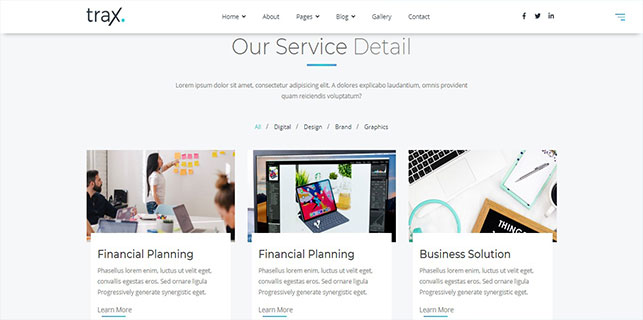 trax.
Home About Pages Blog Gallery Contact
Our Service Detail
Lorem ipsum dolor sit amet, consectetur adipisicing elit. A dolores explicabo laudantium, omnis provident
quam reiciendis voluptatum?
All / Digital / Design / Brand / Graphics
Financial Planning
Phasellus lorem enim, luctus ut velit eget,
convallis egestas eros. Sed ornare ligula
Progressively generate synergistic eget.
Learn More
Financial Planning
Phasellus lorem enim, luctus ut velit eget,
convallis egestas eros. Sed ornare ligula
Progressively generate synergistic eget.
Learn More
AND THINGS
Business Solution
Phasellus lorem enim, luctus ut velit eget,
convallis egestas eros. Sed ornare ligula
Progressively generate synergistic eget.
Learn More